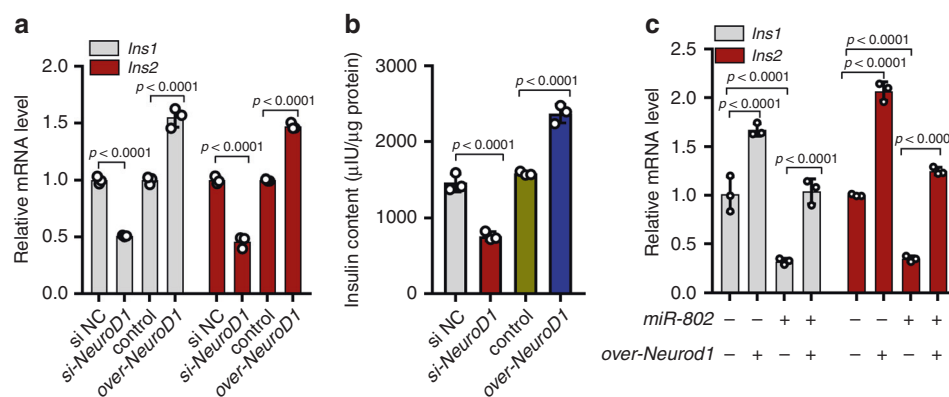 a
Ins1
Ins2
Relative mRNA level
2.0
1.5
1.0
0.5
0.0
p < 0.0001
p < 0.0001
p < 0.0001
p < 0.0001
si NC
si-NeuroD1
control
over-NeuroD1
si NC
si-NeuroD1
control
over-NeuroD1
b
Insulin content (μIU/μg protein)
3000
2000
1000
0
p < 0.0001
p < 0.0001
si NC
si-NeuroD1
control
over-NeuroD1
c
Ins1
Ins2
Relative mRNA level
2.5
2.0
1.5
1.0
0.5
0.0
p < 0.0001
p < 0.0001
p < 0.0001
p < 0.0001
p < 0.0001
p < 0.000
miR-802 – – + + – – + +
over-Neurod1 – + – + – + – +